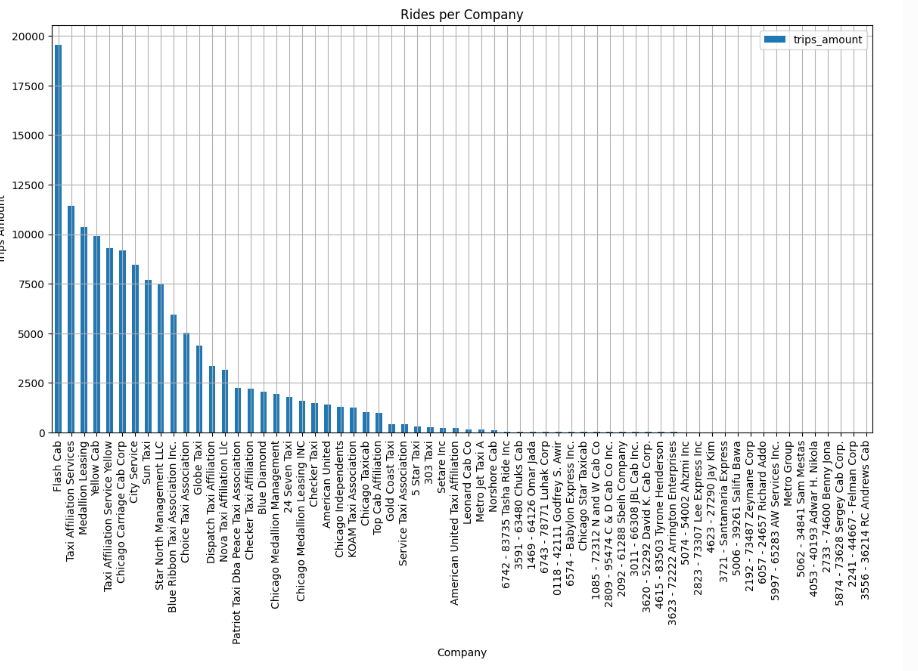 Rides per Company
trips_amount
20000
17500
15000
12500
10000
7500
5000
2500
0
Trips Amount
Flash Cab
Taxi Affiliation Services
Medallion Leasing
Yellow Cab
Taxi Affiliation Service Yellow
Chicago Carriage Cab Corp
City Service
Sun Taxi
Star North Management LLC
Blue Ribbon Taxi Association Inc.
Choice Taxi Association
Globe Taxi
Dispatch Taxi Affiliation
Nova Taxi Affiliation Llc
Patriot Taxi Dba Peace Taxi Association
Checker Taxi Affiliation
Blue Diamond
Chicago Medallion Management
24 Seven Taxi
Chicago Medallion Leasing INC
Checker Taxi
American United
Chicago Independents
KOAM Taxi Association
Chicago Taxicab
Top Cab Affiliation
Gold Coast Taxi
Service Taxi Association
5 Star Taxi
303 Taxi
Setare Inc
American United Taxi Affiliation
Leonard Cab Co
Metro Jet Taxi A
Norshore Cab
6742 - 83735 Tasha Ride Inc
3591 - 63480 Chuks Cab
1469 - 64126 Omar Jada
6743 - 78771 Luhak Corp
0118 - 42111 Godfrey S. Awir
6574 - Babylon Express Inc.
Chicago Star Taxicab
1085 - 72312 N and W Cab Co
2809 - 95474 C & D Cab Co Inc.
2092 - 61288 Sbeih Company
3011 - 66308 JBL Cab Inc.
3620 - 52292 David K. Cab Corp.
4615 - 83503 Tyrone Henderson
3623 - 72222 Arrington Enterprises
5074 - 54002 Ahzmi Inc
2823 - 73307 Lee Express Inc
4623 - 27290 Jay Kim
3721 - Santamaria Express
5006 - 39261 Salifu Bawa
2192 - 73487 Zeymane Corp
6057 - 24657 Richard Addo
5997 - 65283 AW Services Inc.
Metro Group
5062 - 34841 Sam Mestas
4053 - 40193 Adwar H. Nikola
2733 - 74600 Benny Jona
5874 - 73628 Sergey Cab Corp.
2241 - 44667 - Felman Corp
3556 - 36214 RC Andrews Cab
Company